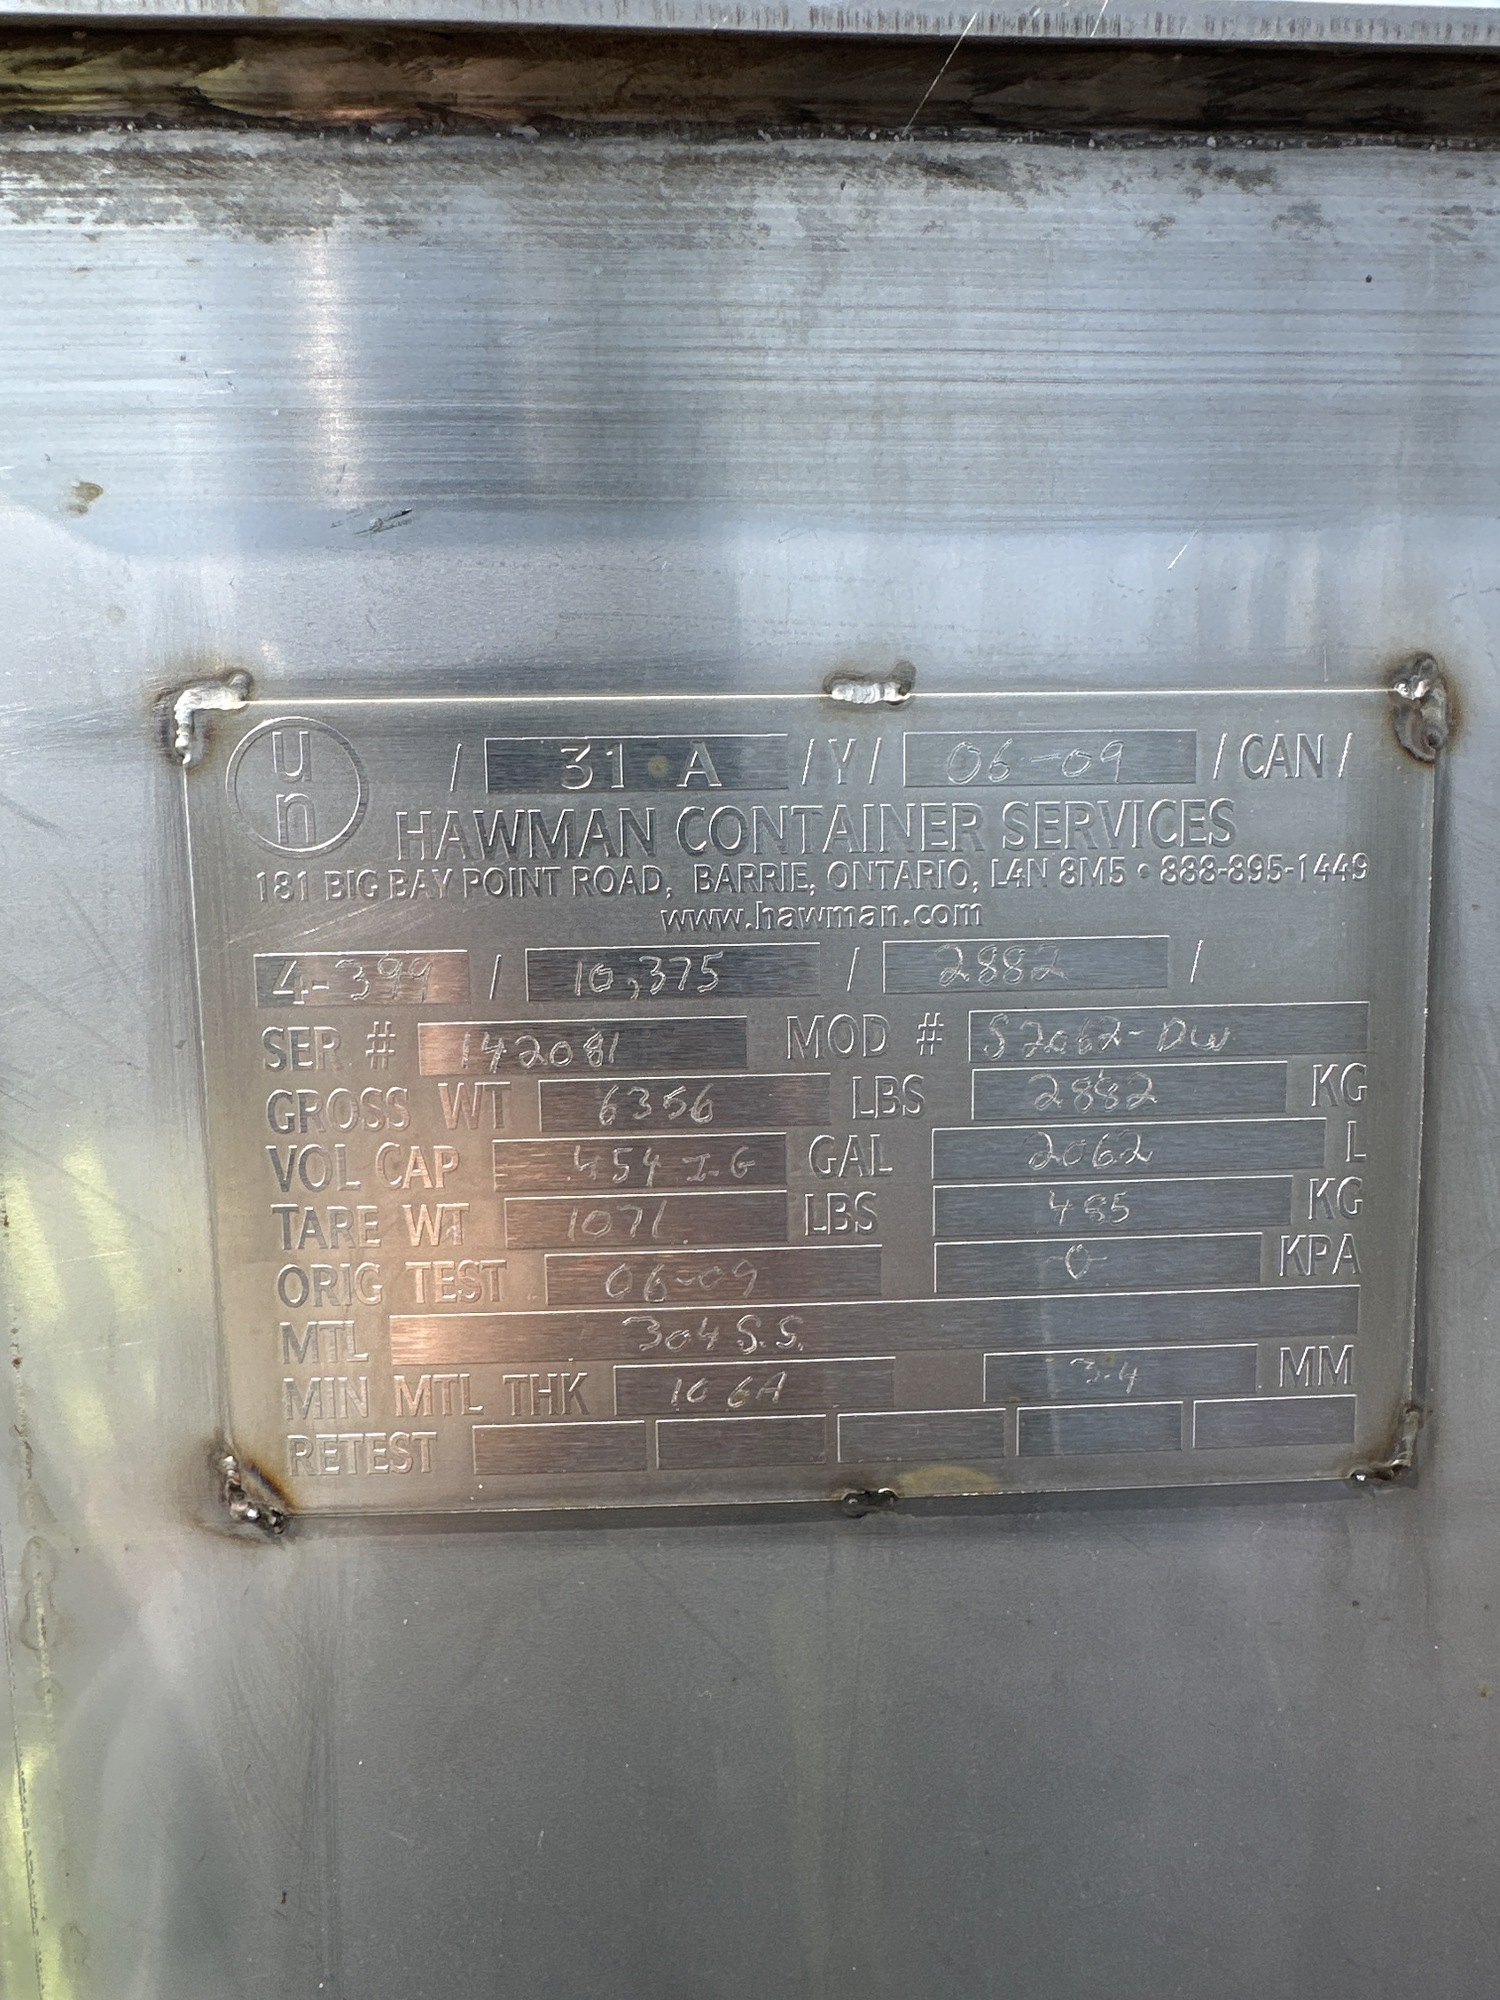 un / 31 A / Y / 06-09 / CAN /
HAWMAN CONTAINER SERVICES
181 BIG BAY POINT ROAD, BARRIE, ONTARIO, L4N 8M5 • 888-895-1449
www.hawman.com
4-399 / 10,375 / 2882 /
SER # 142081 MOD # S2062-DW
GROSS WT 6356 LBS 2882 KG
VOL CAP 454 I.G GAL 2062 L
TARE WT 1071 LBS 485 KG
ORIG TEST 06-09 -0- KPA
MTL 304 S.S.
MIN MTL THK 10 GA 3.4 MM
RETEST